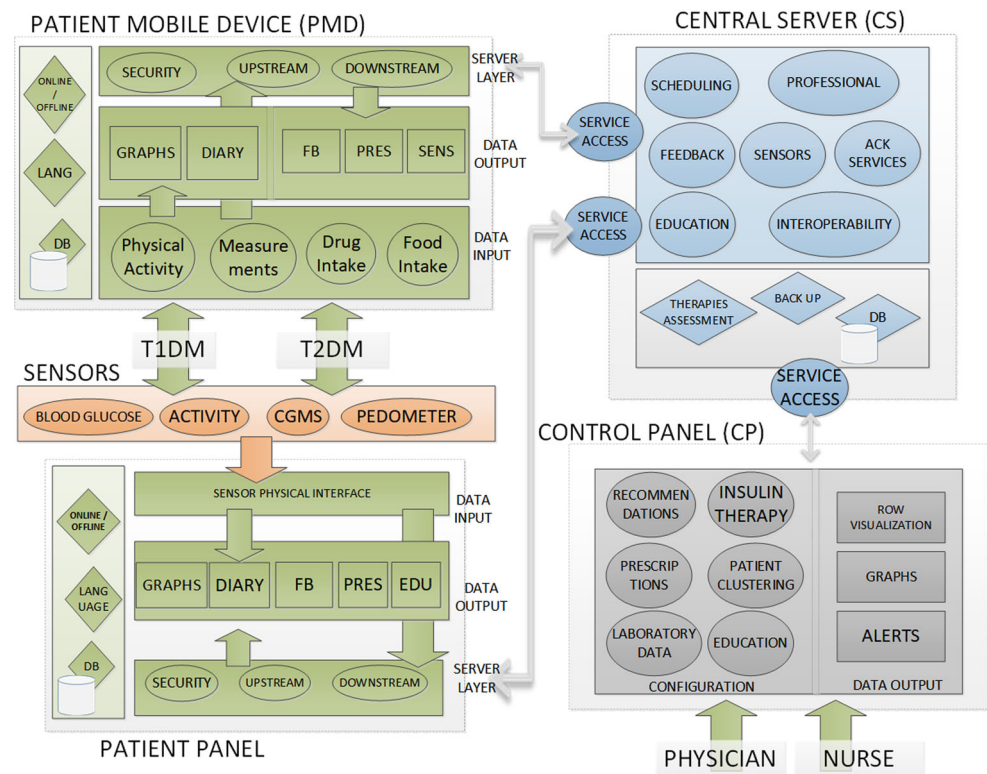 PATIENT MOBILE DEVICE (PMD)
ONLINE
/
OFFLINE
LANG
DB
SECURITY
UPSTREAM
DOWNSTREAM
SERVER
LAYER
GRAPHS
DIARY
FB
PRES
SENS
DATA
OUTPUT
Physical
Activity
Measure
ments
Drug
Intake
Food
Intake
DATA
INPUT
T1DM
T2DM
SENSORS
BLOOD GLUCOSE
ACTIVITY
CGMS
PEDOMETER
ONLINE /
OFFLINE
LANG
UAGE
DB
SENSOR PHYSICAL INTERFACE
DATA
INPUT
GRAPHS
DIARY
FB
PRES
EDU
DATA
OUTPUT
SECURITY
UPSTREAM
DOWNSTREAM
SERVER
LAYER
PATIENT PANEL
CENTRAL SERVER (CS)
SERVICE
ACCESS
SERVICE
ACCESS
SCHEDULING
PROFESSIONAL
FEEDBACK
SENSORS
ACK
SERVICES
EDUCATION
INTEROPERABILITY
THERAPIES
ASSESSMENT
BACK UP
DB
SERVICE
ACCESS
CONTROL PANEL (CP)
RECOMMEN
DATIONS
INSULIN
THERAPY
PRESCRIP
TIONS
PATIENT
CLUSTERING
LABORATORY
DATA
EDUCATION
CONFIGURATION
ROW
VISUALIZATION
GRAPHS
ALERTS
DATA OUTPUT
PHYSICIAN
NURSE